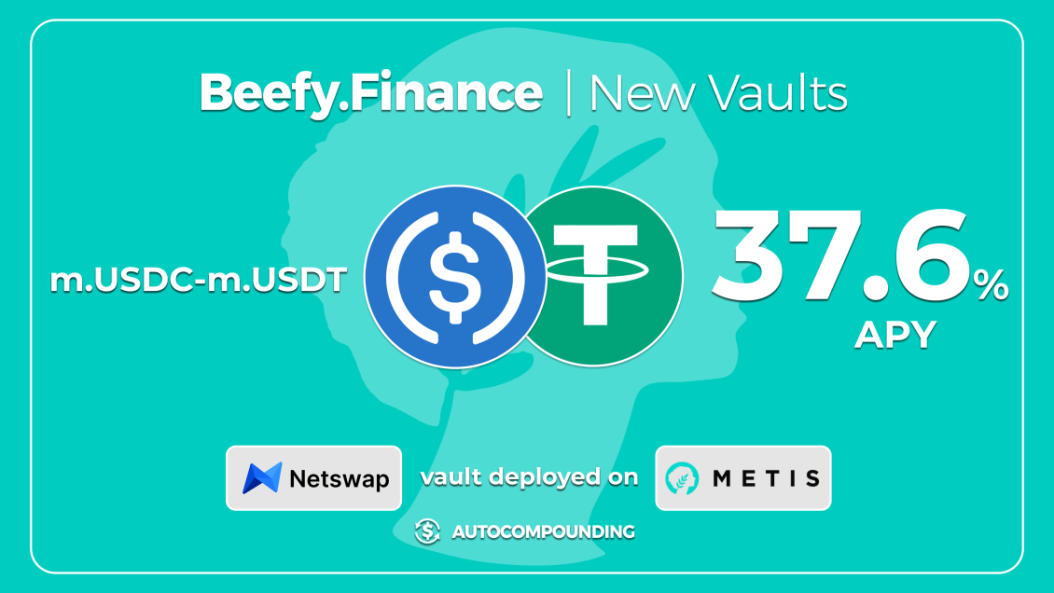 Beefy.Finance | New Vaults
m.USDC-m.USDT
$
T
37.6%
APY
Netswap vault deployed on METIS
$ AUTOCOMPOUNDING